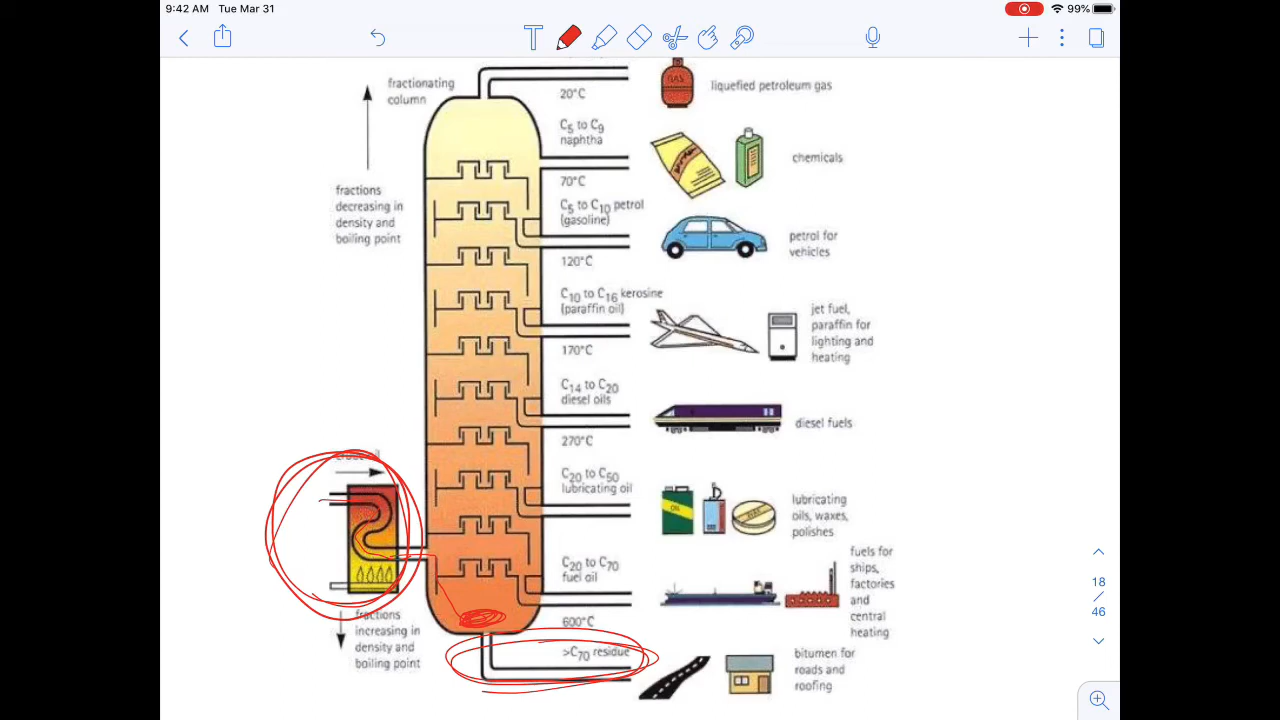 9:42 AM Tue Mar 31
99%
T
fractionating
column
20°C
GAS
liquefied petroleum gas
C5 to C9
naphtha
chemicals
70°C
fractions
decreasing in
density and
boiling point
C5 to C10 petrol
(gasoline)
petrol for
vehicles
120°C
C10 to C16 kerosine
(paraffin oil)
jet fuel,
paraffin for
lighting and
heating
170°C
C14 to C20
diesel oils
diesel fuels
270°C
C20 to C50
lubricating oil
OIL
lubricating
oils, waxes,
polishes
C20 to C70
fuel oil
fuels for
ships,
factories
and
central
heating
18
/
46
600°C
fractions
increasing in
density and
boiling point
>C70 residue
bitumen for
roads and
roofing